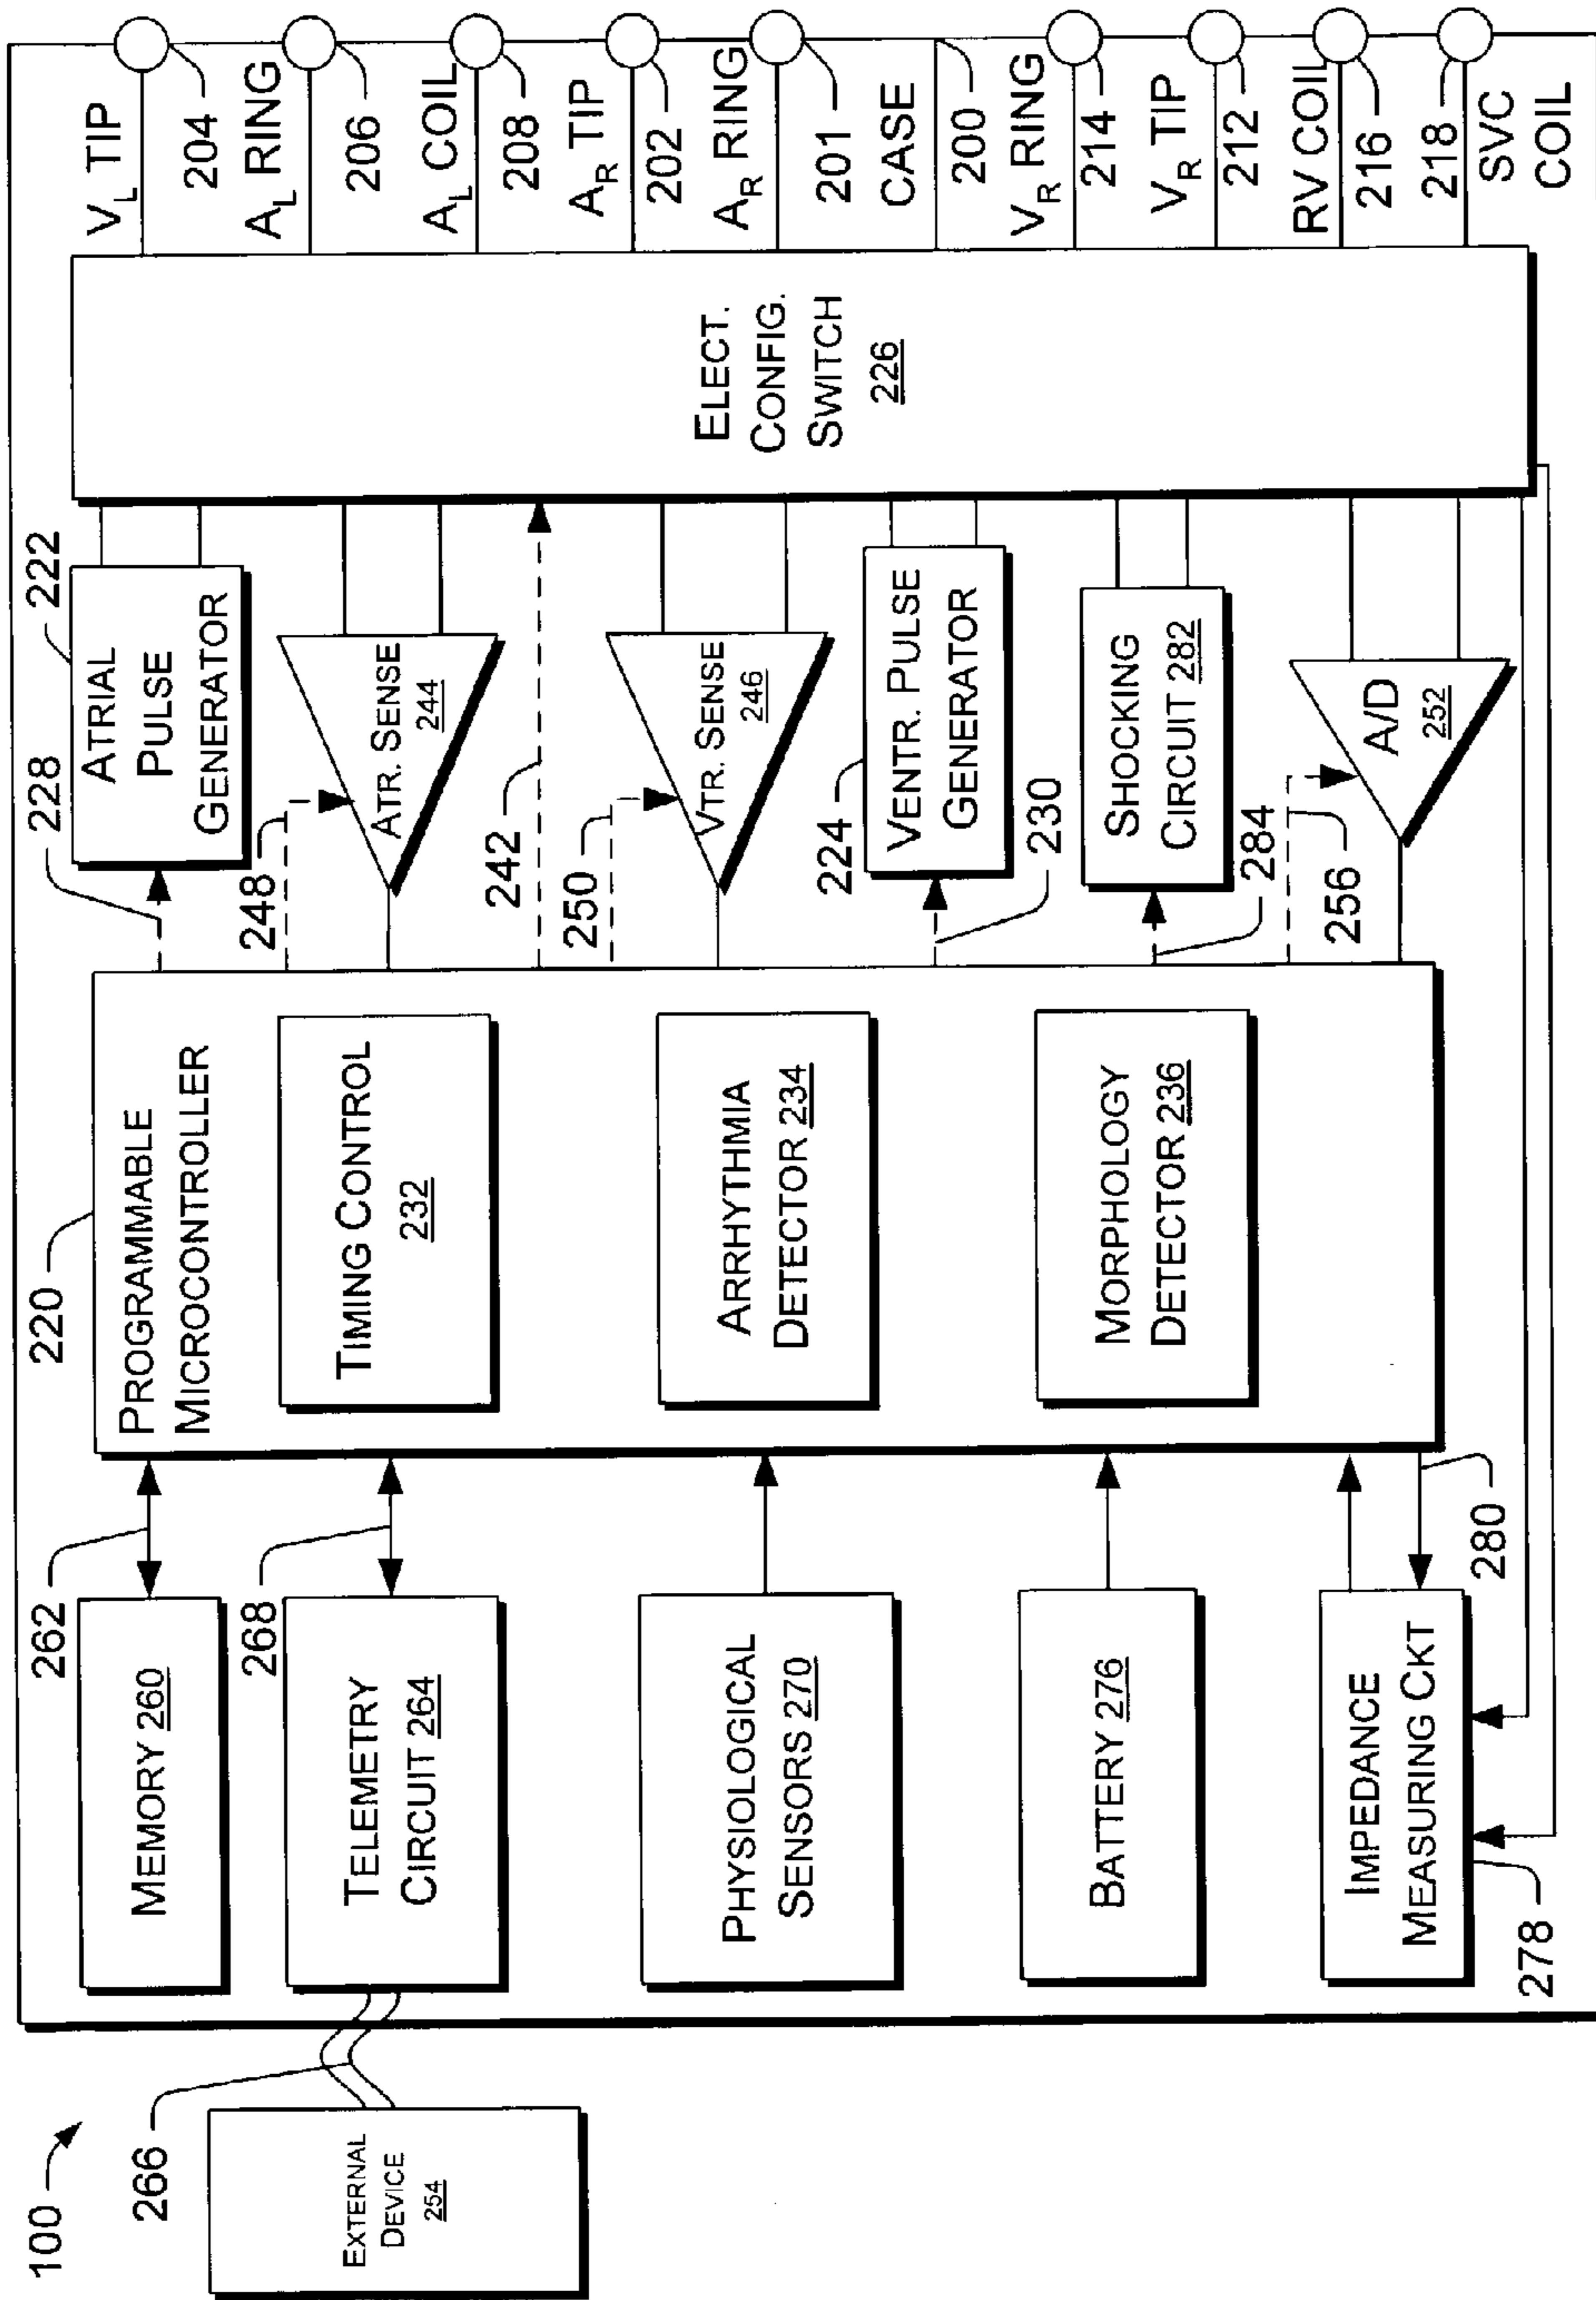 100
266
EXTERNAL
DEVICE
254
262
MEMORY 260
268
TELEMETRY
CIRCUIT 264
PHYSIOLOGICAL
SENSORS 270
BATTERY 276
IMPEDANCE
MEASURING CKT
278
280
220
PROGRAMMABLE
MICROCONTROLLER
TIMING CONTROL
232
ARRHYTHMIA
DETECTOR 234
MORPHOLOGY
DETECTOR 236
228
222
ATRIAL
PULSE
GENERATOR
248
ATR. SENSE
244
242
250
VTR. SENSE
246
224
VENTR. PULSE
GENERATOR
230
SHOCKING
CIRCUIT 282
284
256
A/D
252
ELECT.
CONFIG.
SWITCH
226
VL TIP
204
AL RING
206
AL COIL
208
AR TIP
202
AR RING
201
CASE
200
VR RING
214
VR TIP
212
RV COIL
216
218
SVC
COIL